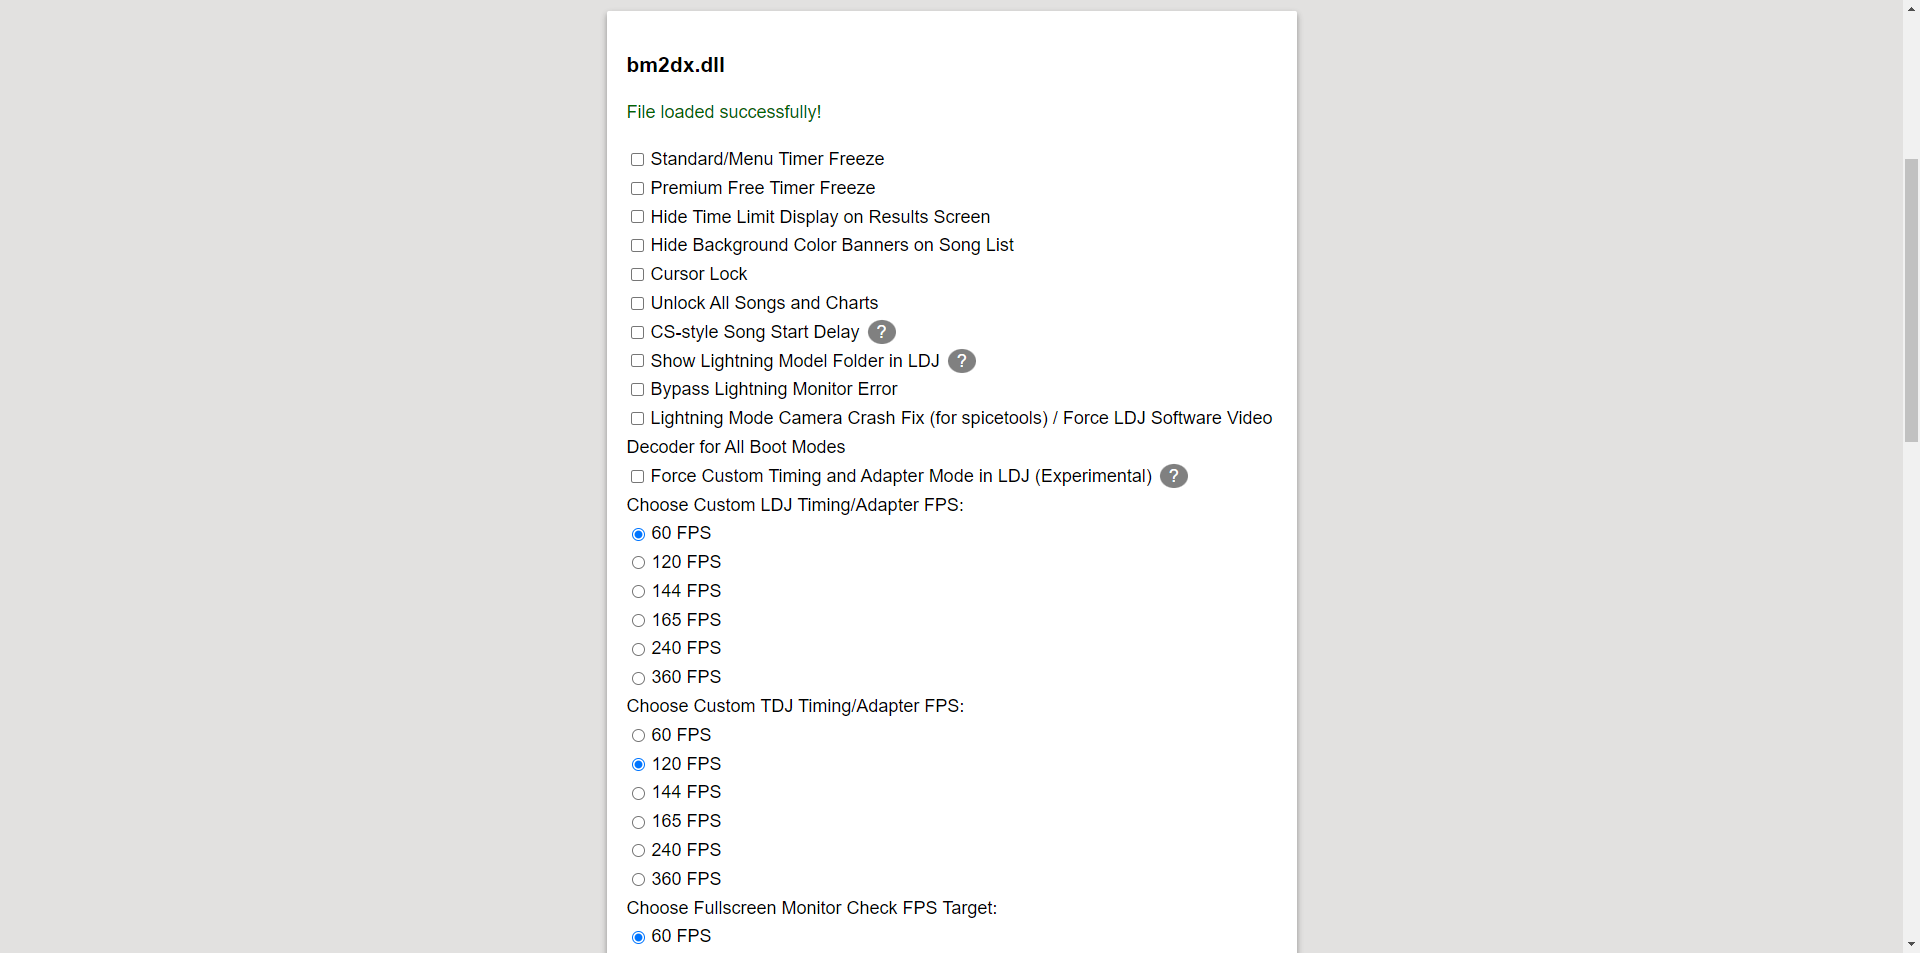 bm2dx.dll
File loaded successfully!
Standard/Menu Timer Freeze
Premium Free Timer Freeze
Hide Time Limit Display on Results Screen
Hide Background Color Banners on Song List
Cursor Lock
Unlock All Songs and Charts
CS-style Song Start Delay ?
Show Lightning Model Folder in LDJ ?
Bypass Lightning Monitor Error
Lightning Mode Camera Crash Fix (for spicetools) / Force LDJ Software Video
Decoder for All Boot Modes
Force Custom Timing and Adapter Mode in LDJ (Experimental) ?
Choose Custom LDJ Timing/Adapter FPS:
60 FPS
120 FPS
144 FPS
165 FPS
240 FPS
360 FPS
Choose Custom TDJ Timing/Adapter FPS:
60 FPS
120 FPS
144 FPS
165 FPS
240 FPS
360 FPS
Choose Fullscreen Monitor Check FPS Target:
60 FPS